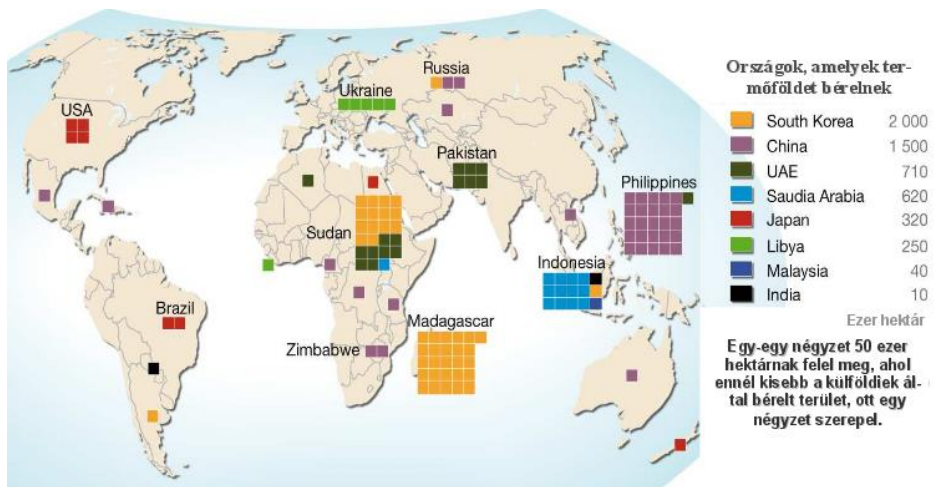 Russia
Ukraine
USA
Pakistan
Philippines
Sudan
Indonesia
Brazil
Madagascar
Zimbabwe
Országok, amelyek ter-
mőföldet bérelnek
South Korea 2 000
China 1 500
UAE 710
Saudia Arabia 620
Japan 320
Libya 250
Malaysia 40
India 10
Ezer hektár
Egy-egy négyzet 50 ezer
hektárnak felel meg, ahol
ennél kisebb a külföldiek ál-
tal bérelt terület, ott egy
négyzet szerepel.